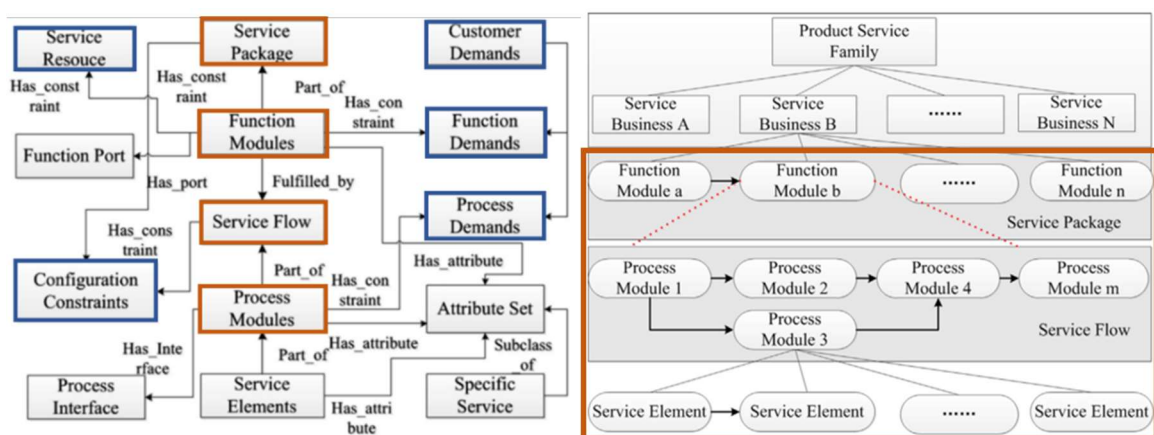 Service
Resouce
Service
Package
Customer
Demands
Has_const
raint
Has_const
raint
Part_of
Has_con
straint
Function Port
Function
Modules
Function
Demands
Has_port
Fulfilled_by
Service Flow
Process
Demands
Has_cons
traint
Configuration
Constraints
Part_of
Has_con
straint
Has_attribute
Process
Modules
Attribute Set
Has_Inte
rface
Part_of
Has_attribute
Subclass
_of
Process
Interface
Service
Elements
Has_attri
bute
Specific
Service
Product Service
Family
Service
Business A
Service
Business B
......
Service
Business N
Function
Module a
Function
Module b
......
Function
Module n
Service Package
Process
Module 1
Process
Module 2
Process
Module 4
Process
Module m
Process
Module 3
Service Flow
Service Element
Service Element
......
Service Element